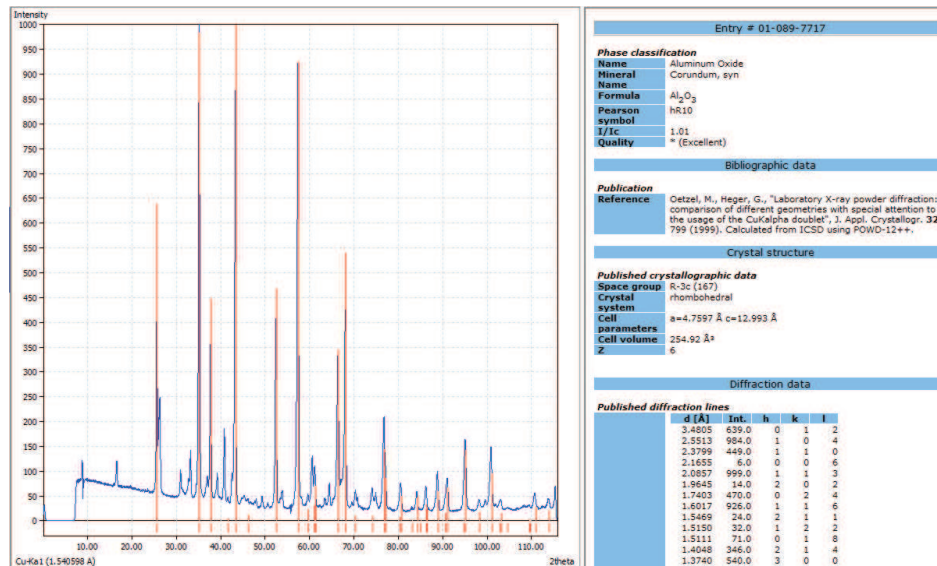 Intensity
1000
950
900
850
800
750
700
650
600
550
500
450
400
350
300
250
200
150
100
50
0
10.00 20.00 30.00 40.00 50.00 60.00 70.00 80.00 90.00 100.00 110.00
Cu-Ka1 (1.540598 A) 2theta
Entry # 01-089-7717
Phase classification
Name Aluminum Oxide
Mineral Name Corundum, syn
Formula Al2O3
Pearson symbol hR10
I/Ic 1.01
Quality * (Excellent)
Bibliographic data
Publication
Reference Oetzel, M., Heger, G., "Laboratory X-ray powder diffraction:
comparison of different geometries with special attention to
the usage of the CuKalpha doublet", J. Appl. Crystallogr. 32
799 (1999). Calculated from ICSD using POWD-12++.
Crystal structure
Published crystallographic data
Space group R-3c (167)
Crystal system rhombohedral
Cell parameters a=4.7597 Å c=12.993 Å
Cell volume 254.92 Å³
Z 6
Diffraction data
Published diffraction lines
d [Å] Int. h k l
3.4805 639.0 0 1 2
2.5513 984.0 1 0 4
2.3799 449.0 1 1 0
2.1655 6.0 0 0 6
2.0857 999.0 1 1 3
1.9645 14.0 2 0 2
1.7403 470.0 0 2 4
1.6017 926.0 1 1 6
1.5469 24.0 2 1 1
1.5150 32.0 1 2 2
1.5111 71.0 0 1 8
1.4048 346.0 2 1 4
1.3740 540.0 3 0 0